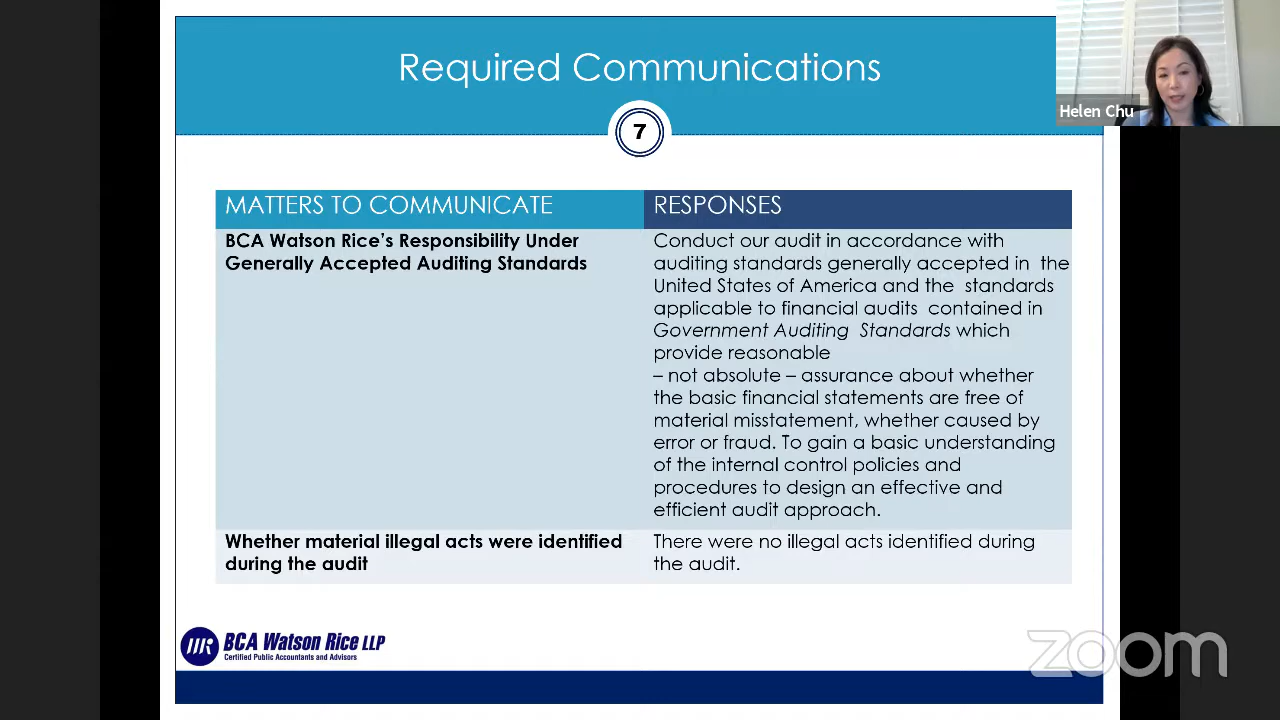 Required Communications
Helen Chu
7
MATTERS TO COMMUNICATE
RESPONSES
BCA Watson Rice’s Responsibility Under
Generally Accepted Auditing Standards
Conduct our audit in accordance with
auditing standards generally accepted in the
United States of America and the standards
applicable to financial audits contained in
Government Auditing Standards which
provide reasonable
– not absolute – assurance about whether
the basic financial statements are free of
material misstatement, whether caused by
error or fraud. To gain a basic understanding
of the internal control policies and
procedures to design an effective and
efficient audit approach.
Whether material illegal acts were identified
during the audit
There were no illegal acts identified during
the audit.
BCA Watson Rice LLP
Certified Public Accountants and Advisors
zoom